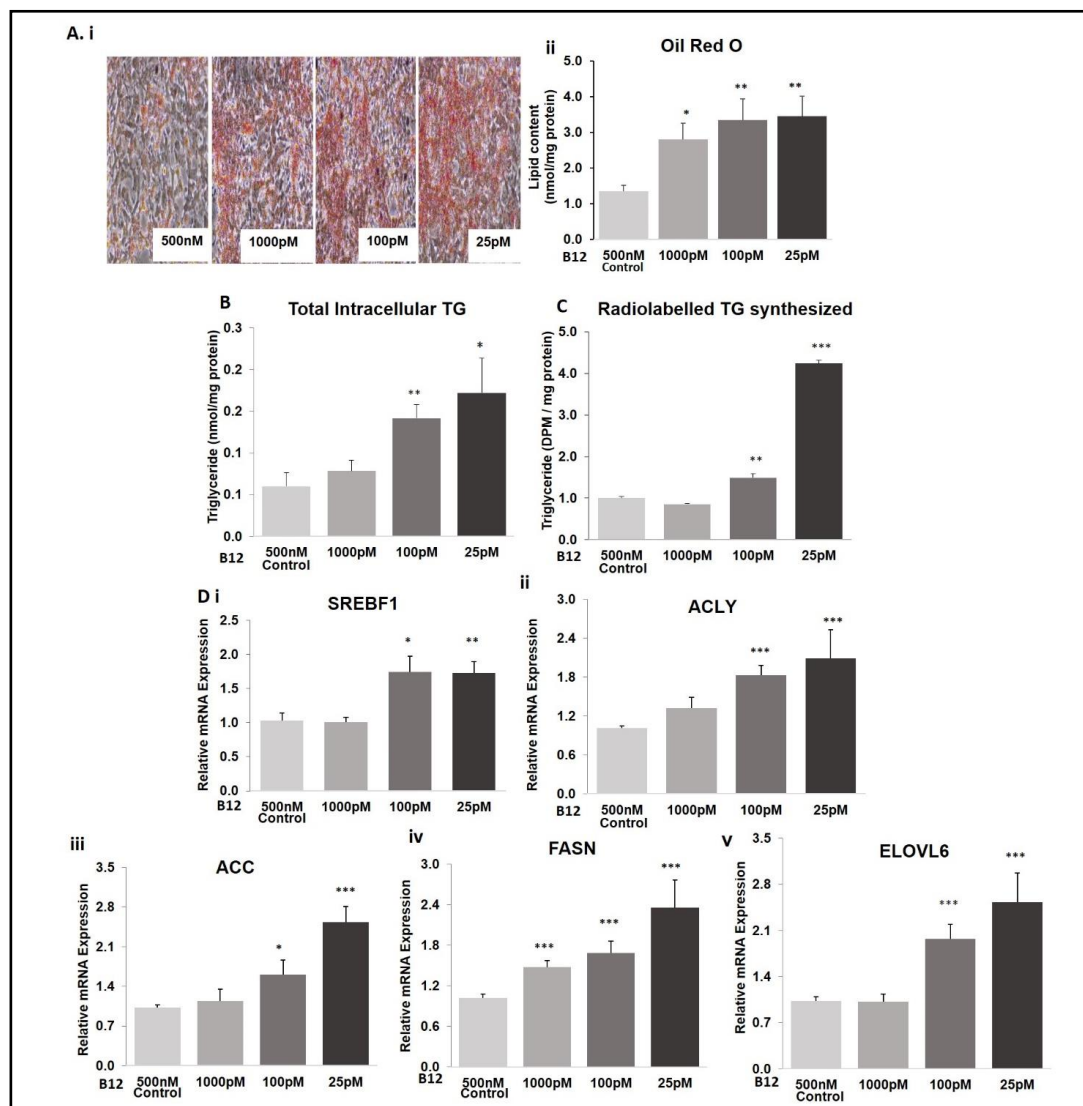 A. i
500nM
1000pM
100pM
25pM
ii
Oil Red O
Lipid content
(nmol/mg protein)
5.0
4.0
3.0
2.0
1.0
0.0
*
**
**
B12
500nM
Control
1000pM
100pM
25pM
B
Total Intracellular TG
Triglyceride (nmol/mg protein)
0.3
0.2
0.2
0.1
0.1
0.0
**
*
B12
500nM
Control
1000pM
100pM
25pM
C
Radiolabelled TG synthesized
Triglyceride (DPM / mg protein)
5.0
4.0
3.0
2.0
1.0
0.0
**
***
B12
500nM
Control
1000pM
100pM
25pM
D i
SREBF1
Relative mRNA Expression
2.5
2.0
1.5
1.0
0.5
0.0
*
**
B12
500nM
Control
1000pM
100pM
25pM
ii
ACLY
Relative mRNA Expression
3.0
2.4
1.8
1.2
0.6
0.0
***
***
B12
500nM
Control
1000pM
100pM
25pM
iii
ACC
Relative mRNA Expression
3.5
2.8
2.1
1.4
0.7
0.0
*
***
B12
500nM
Control
1000pM
100pM
25pM
iv
FASN
Relative mRNA Expression
3.0
2.4
1.8
1.2
0.6
0.0
***
***
***
B12
500nM
Control
1000pM
100pM
25pM
v
ELOVL6
Relative mRNA Expression
3.5
2.8
2.1
1.4
0.7
0.0
***
***
B12
500nM
Control
1000pM
100pM
25pM